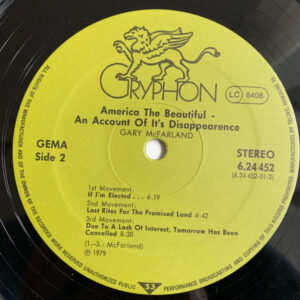 GRYPHON
LC 6408
America The Beautiful -
An Account Of It's Disappearence
GARY McFARLAND
GEMA
Side 2
STEREO
6.24 452
(6.24 452-01-2)
1st Movement:
If I'm Elected . . . 6:19
2nd Movement:
Last Rites For The Promised Land 4:42
3rd Movement:
Due To A Lack Of Interest, Tomorrow Has Been
Cancelled 8:30
(1.-3.: McFarland)
Ⓟ 1979
33
ALL RIGHTS OF THE MANUFACTURER AND OF THE OWNER OF THE RECORDED WORK RESERVED UNAUTHORIZED PUBLIC PERFORMANCE BROADCASTING AND COPYING OF THIS RECORD PROHIBITED